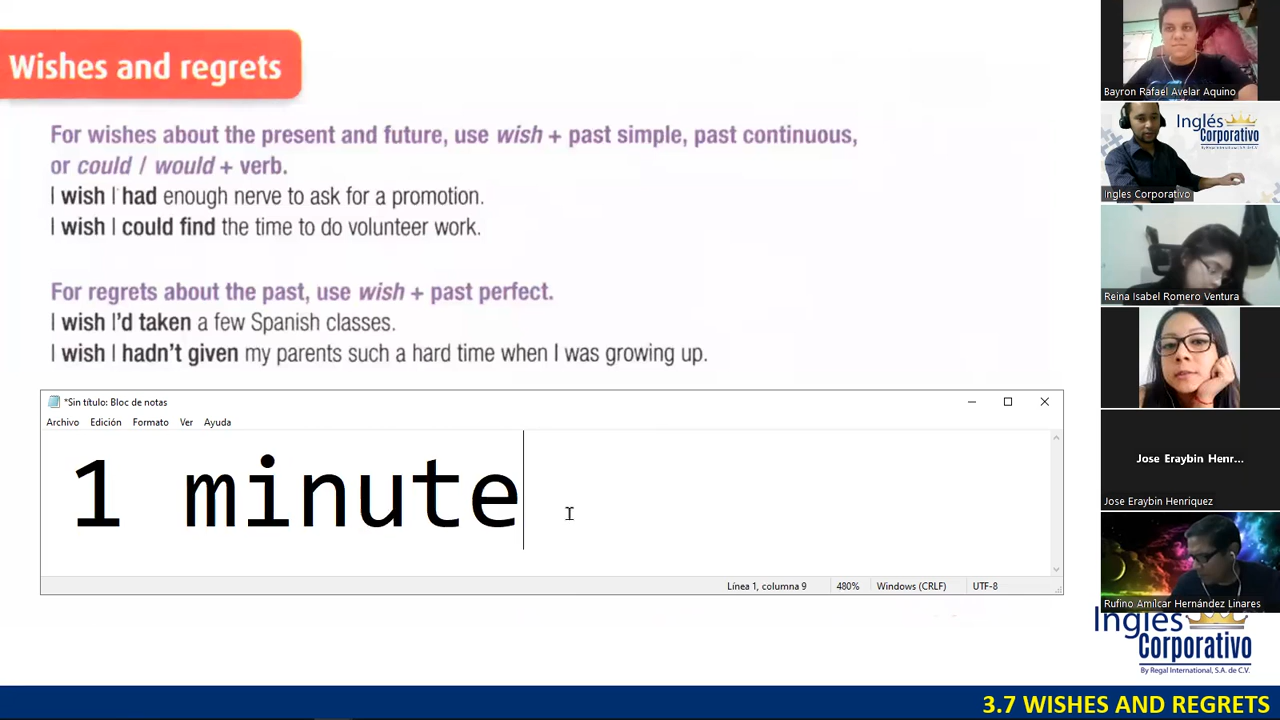 Wishes and regrets
For wishes about the present and future, use wish + past simple, past continuous,
or could / would + verb.
I wish I had enough nerve to ask for a promotion.
I wish I could find the time to do volunteer work.
For regrets about the past, use wish + past perfect.
I wish I'd taken a few Spanish classes.
I wish I hadn't given my parents such a hard time when I was growing up.
*Sin título: Bloc de notas
Archivo Edición Formato Ver Ayuda
1 minute
Línea 1, columna 9 480% Windows (CRLF) UTF-8
Bayron Rafael Avelar Aquino
Inglés
Corporativo
By Regal International, S.A. de C.V.
Ingles Corporativo
Reina Isabel Romero Ventura
Jose Eraybin Henr...
Jose Eraybin Henriquez
Rufino Amílcar Hernández Linares
Inglés
Corporativo
By Regal International, S.A. de C.V.
3.7 WISHES AND REGRETS